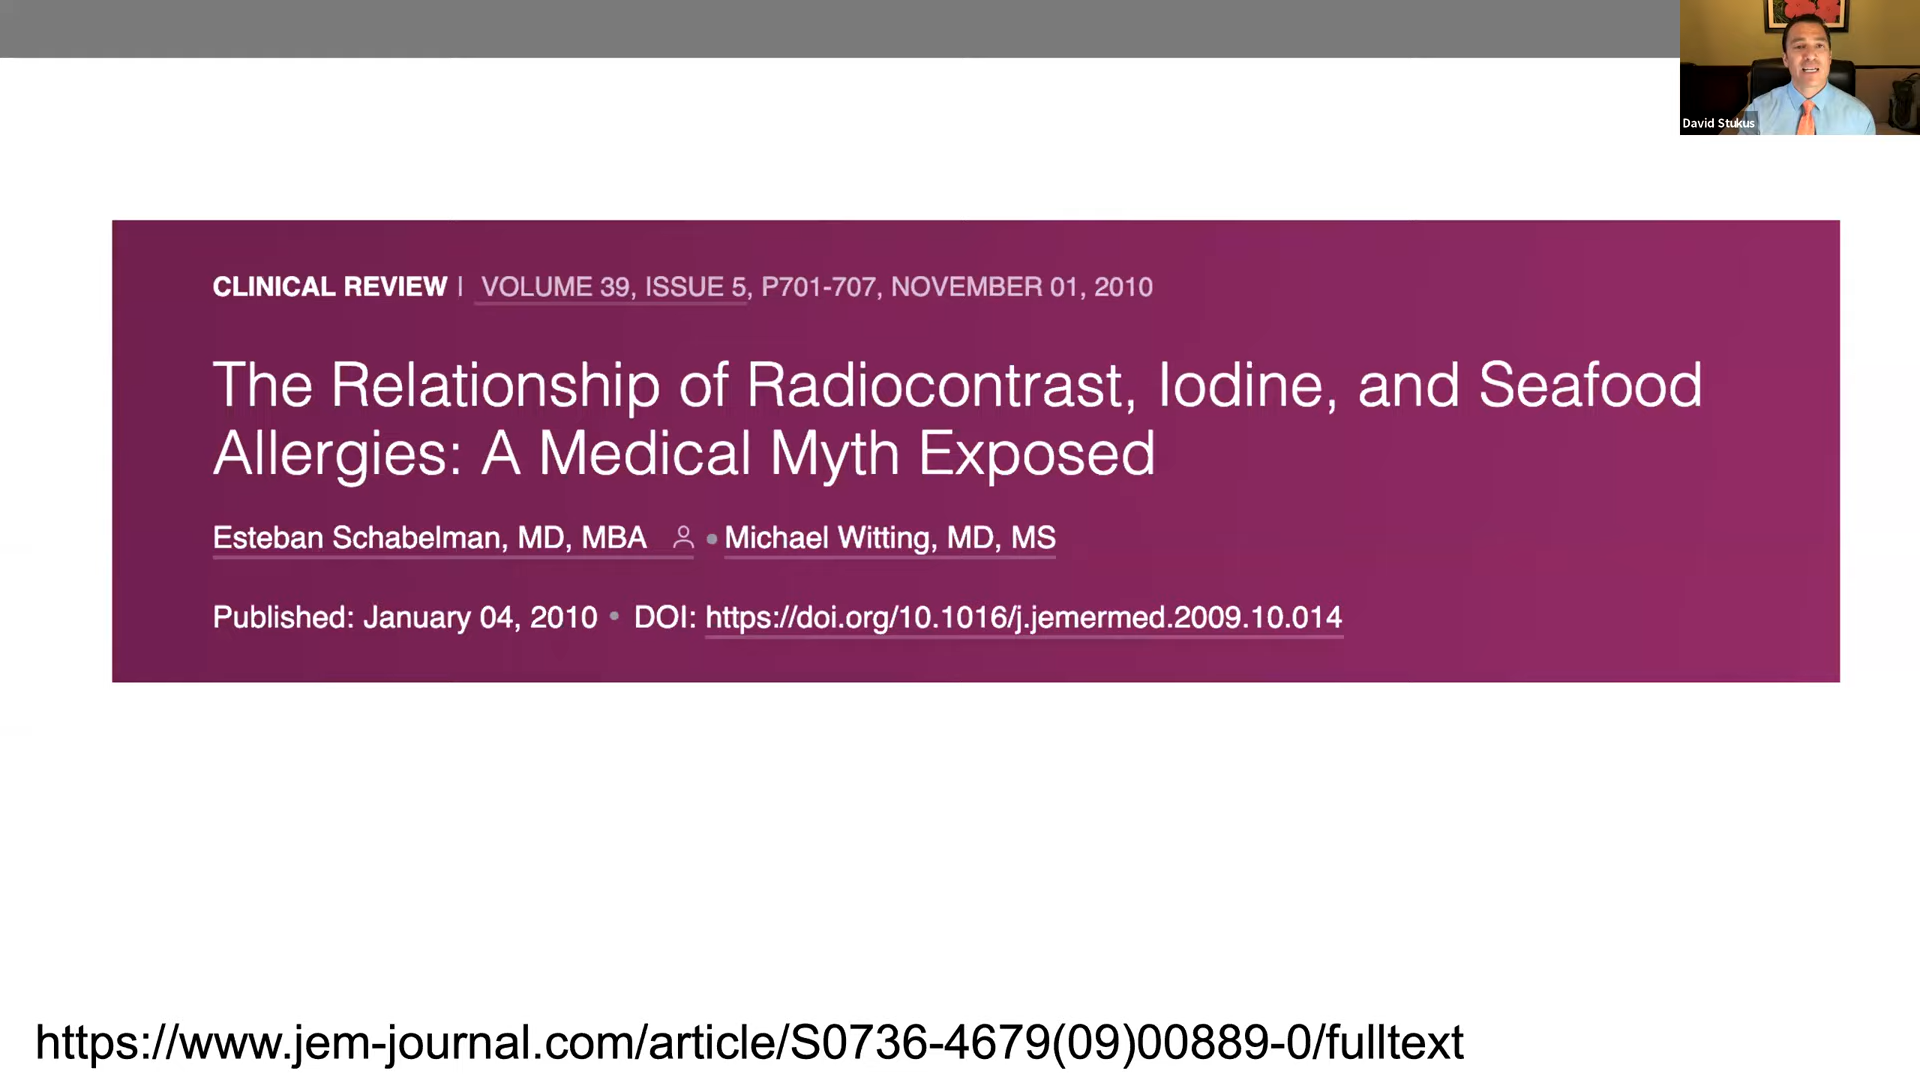 David Stukus
CLINICAL REVIEW | VOLUME 39, ISSUE 5, P701-707, NOVEMBER 01, 2010
The Relationship of Radiocontrast, Iodine, and Seafood
Allergies: A Medical Myth Exposed
Esteban Schabelman, MD, MBA • Michael Witting, MD, MS
Published: January 04, 2010 • DOI: https://doi.org/10.1016/j.jemermed.2009.10.014
https://www.jem-journal.com/article/S0736-4679(09)00889-0/fulltext